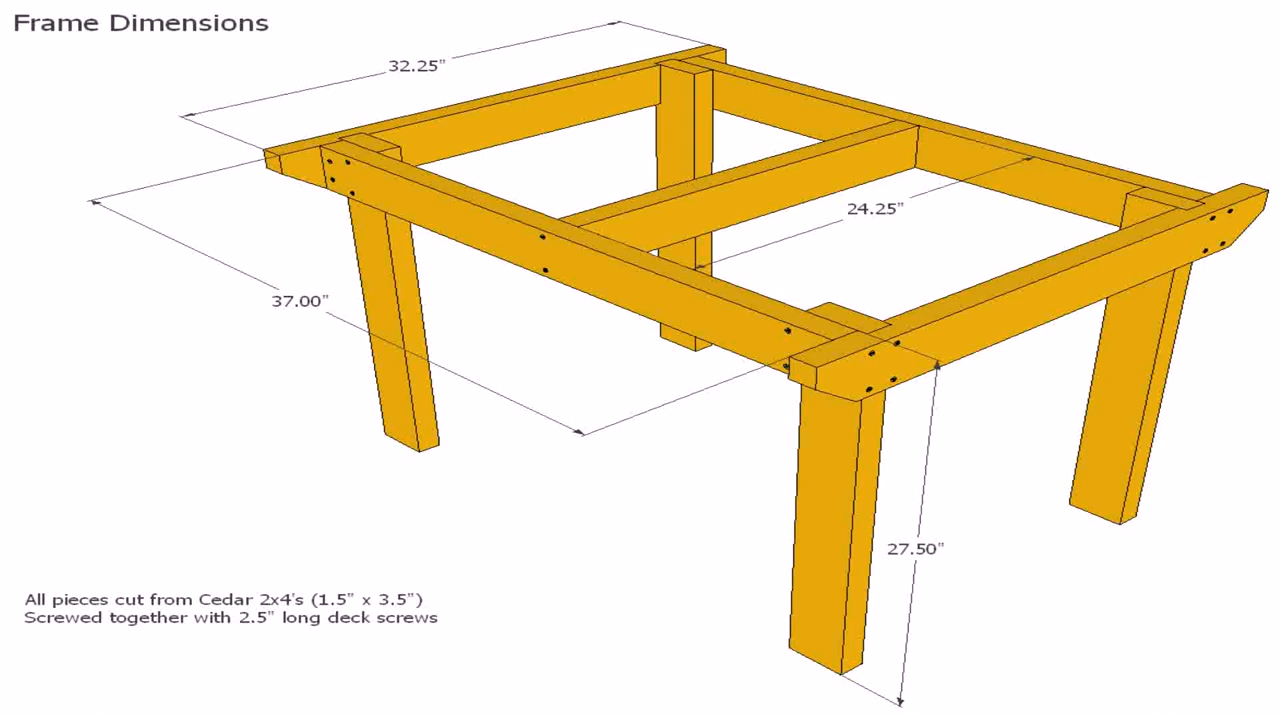 Frame Dimensions
32.25"
24.25"
37.00"
27.50"
All pieces cut from Cedar 2x4's (1.5" x 3.5")
Screwed together with 2.5" long deck screws